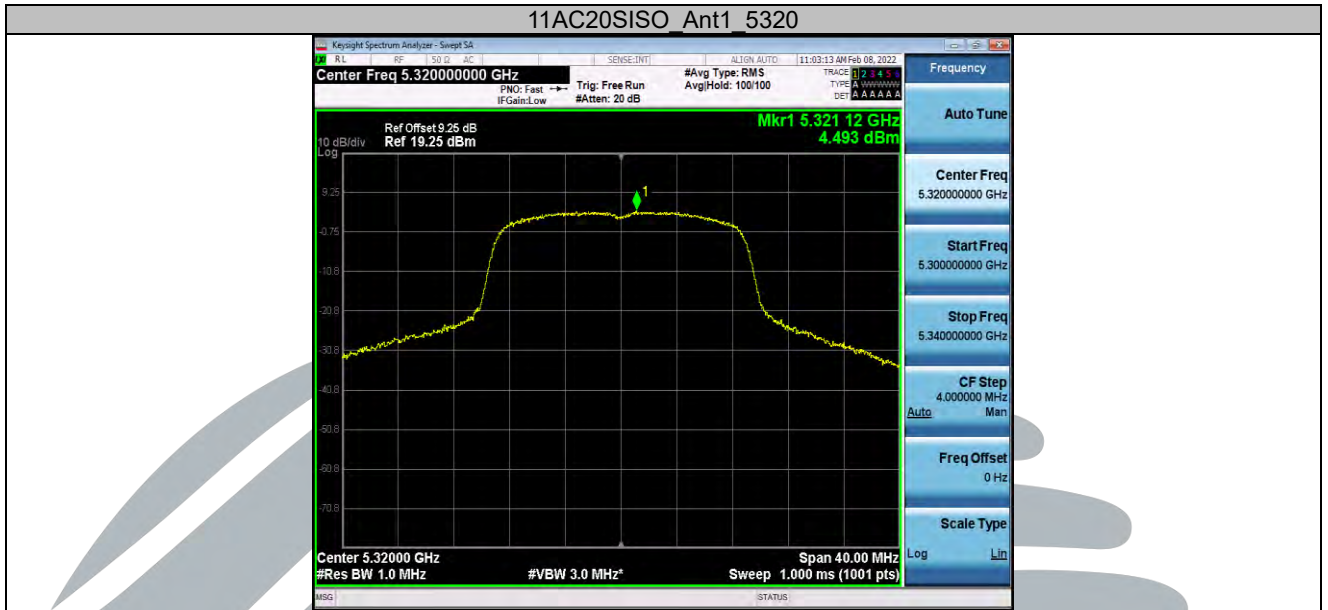 11AC20SISO_Ant1_5320
Keysight Spectrum Analyzer - Swept SA
RL RF 50 Ω AC SENSE:INT ALIGN AUTO 11:03:13 AM Feb 08, 2022
Center Freq 5.320000000 GHz
PNO: Fast
IFGain:Low
Trig: Free Run
#Atten: 20 dB
#Avg Type: RMS
Avg|Hold: 100/100
TRACE 1 2 3 4 5 6
TYPE A WWWWW
DET A A A A A A
Frequency
Auto Tune
Center Freq
5.320000000 GHz
Start Freq
5.300000000 GHz
Stop Freq
5.340000000 GHz
CF Step
4.000000 MHz
Auto Man
Freq Offset
0 Hz
Scale Type
Log Lin
Mkr1 5.321 12 GHz
4.493 dBm
Ref Offset 9.25 dB
10 dB/div Ref 19.25 dBm
Log
1
9.25
-0.75
-10.8
-20.8
-30.8
-40.8
-50.8
-60.8
-70.8
Center 5.32000 GHz Span 40.00 MHz
#Res BW 1.0 MHz #VBW 3.0 MHz* Sweep 1.000 ms (1001 pts)
MSG STATUS